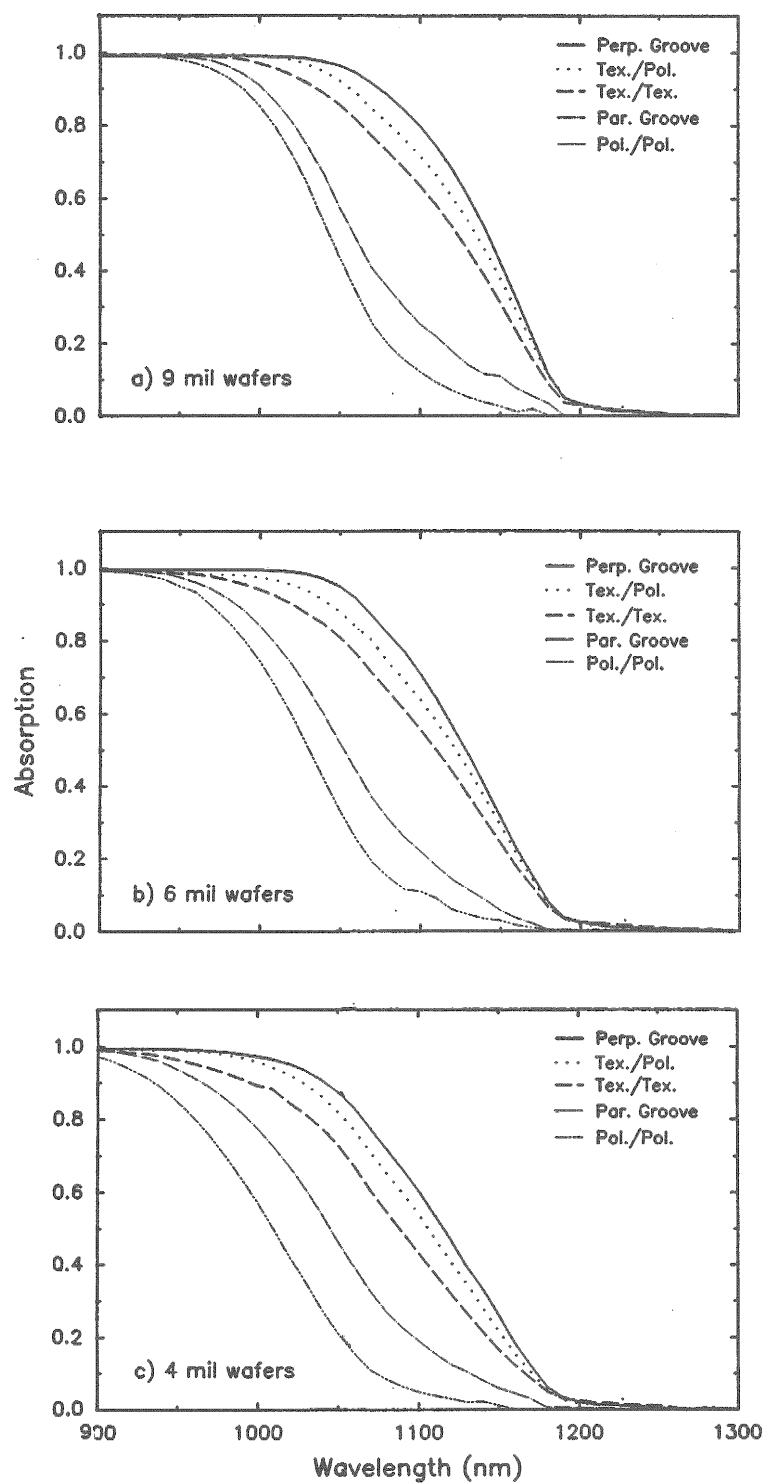 1.0
0.8
0.6
0.4
0.2
0.0
Perp. Groove
Tex./Pol.
Tex./Tex.
Par. Groove
Pol./Pol.
a) 9 mil wafers
Absorption
1.0
0.8
0.6
0.4
0.2
0.0
Perp. Groove
Tex./Pol.
Tex./Tex.
Par. Groove
Pol./Pol.
b) 6 mil wafers
1.0
0.8
0.6
0.4
0.2
0.0
Perp. Groove
Tex./Pol.
Tex./Tex.
Par. Groove
Pol./Pol.
c) 4 mil wafers
900 1000 1100 1200 1300
Wavelength (nm)